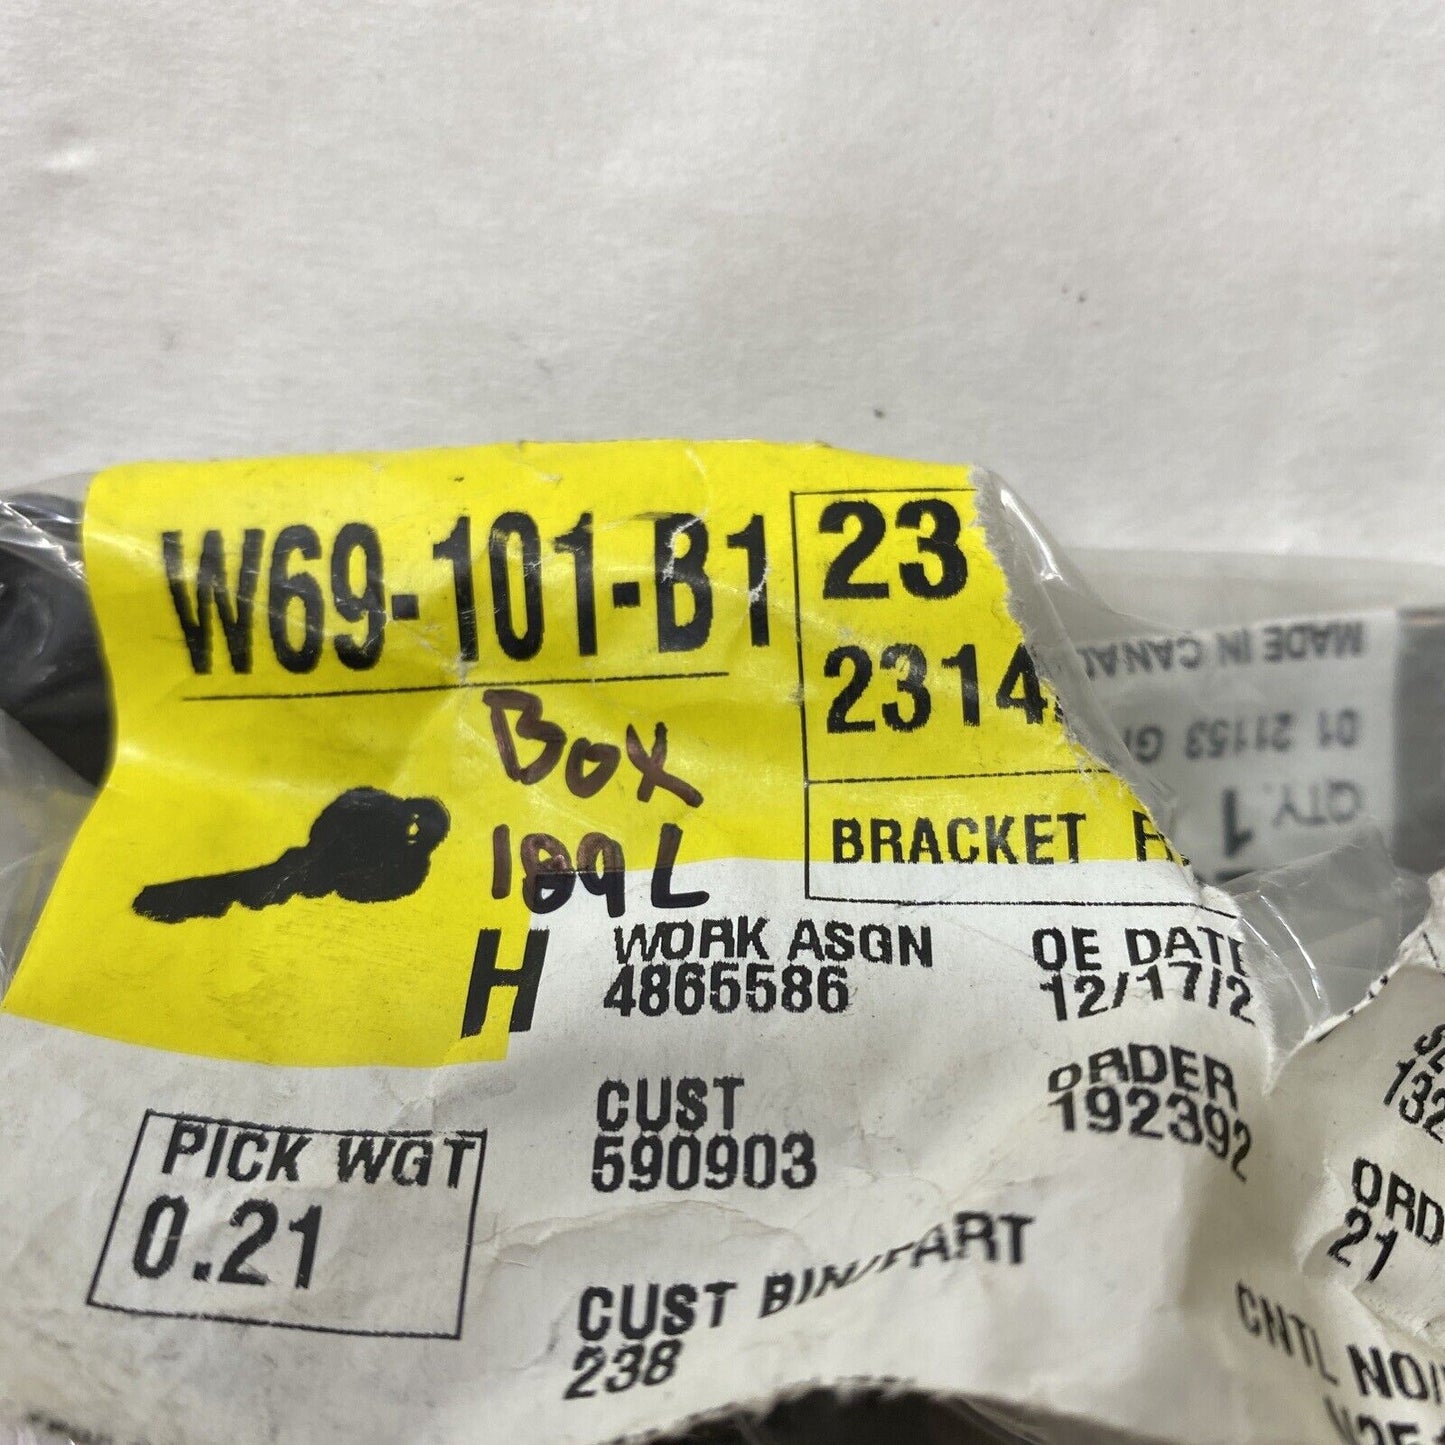 W69-101-B1
23
2314
BRACKET
Box
189L
H
WORK ASGN
4865586
OE DATE
12/17/2
CUST
590903
ORDER
192392
PICK WGT
0.21
CUST BIN/PART
238
132
ORD
21
CNTL NO/
MADE IN CANA
01 21153 G
QTY. 1